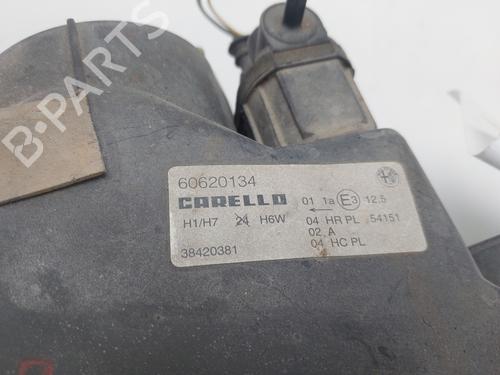 B-PARTS
60620134
CARELLO 01 1a E3 12.5
H1/H7 24 H6W 04 HR PL 54151
02 A
38420381 04 HC PL